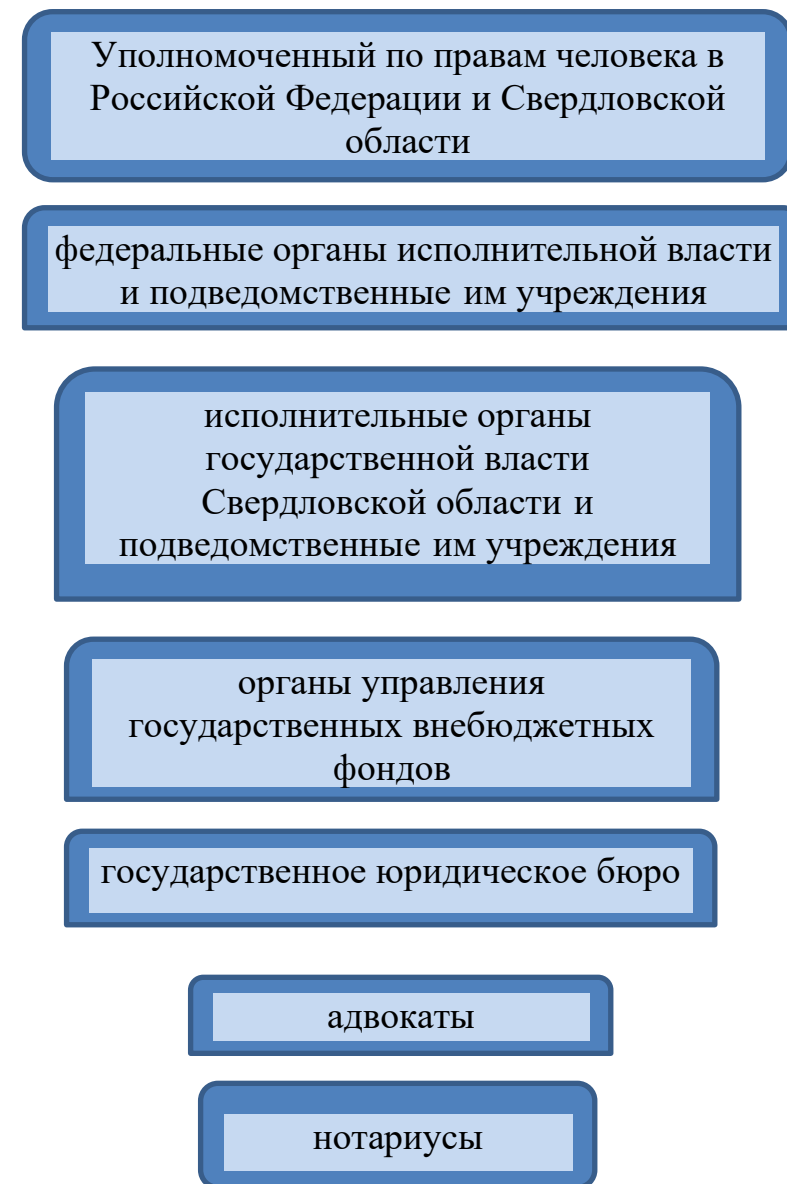 Уполномоченный по правам человека в
Российской Федерации и Свердловской
области
федеральные органы исполнительной власти
и подведомственные им учреждения
исполнительные органы
государственной власти
Свердловской области и
подведомственные им учреждения
органы управления
государственных внебюджетных
фондов
государственное юридическое бюро
адвокаты
нотариусы